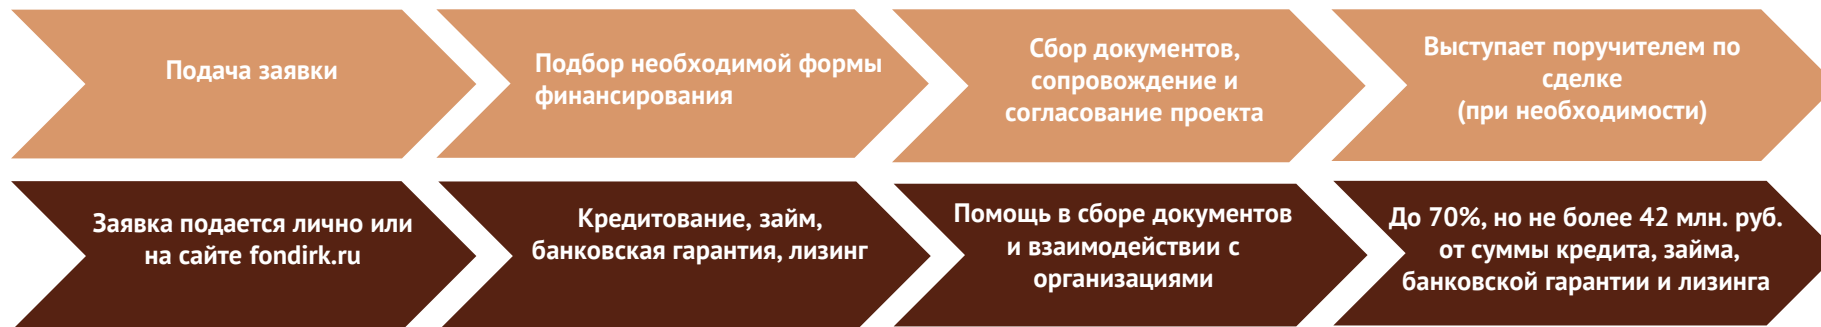 Подача заявки
Подбор необходимой формы
финансирования
Сбор документов,
сопровождение и
согласование проекта
Выступает поручителем по
сделке
(при необходимости)
Заявка подается лично или
на сайте fondirk.ru
Кредитование, займ,
банковская гарантия, лизинг
Помощь в сборе документов
и взаимодействии с
организациями
До 70%, но не более 42 млн. руб.
от суммы кредита, займа,
банковской гарантии и лизинга